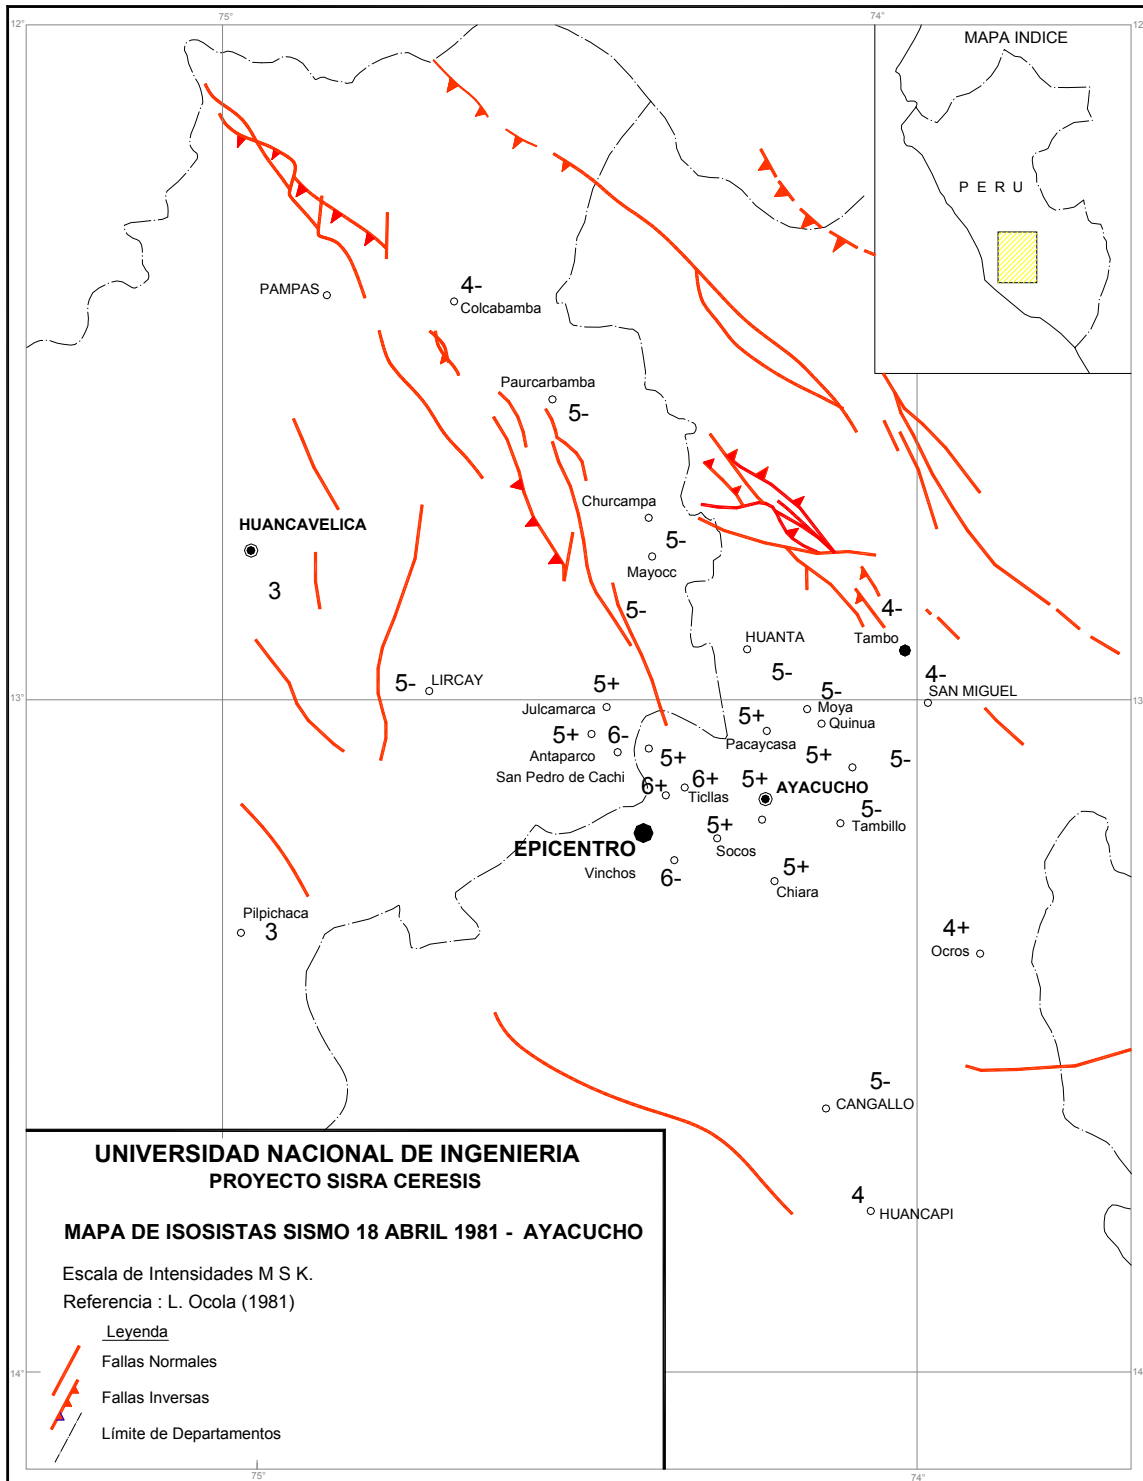 75°
74°
12°
12
MAPA INDICE
P E R U
PAMPAS
4-
Colcabamba
Paurcarbamba
5-
Churcampa
HUANCAVELICA
5-
Mayocc
3
5-
4-
HUANTA
Tambo
5-
LIRCAY
5+
5-
5-
4-
SAN MIGUEL
13°
13
Julcamarca
Moya
5+
6-
5+
Quinua
Antaparco
Pacaycasa
5+
5+
5-
San Pedro de Cachi
6+
6+
5+
AYACUCHO
Ticllas
5-
Tambillo
EPICENTRO
5+
Socos
Vinchos
6-
5+
Chiara
Pilpichaca
3
4+
Ocros
5-
CANGALLO
4
HUANCAPI
UNIVERSIDAD NACIONAL DE INGENIERIA
PROYECTO SISRA CERESIS
MAPA DE ISOSISTAS SISMO 18 ABRIL 1981 - AYACUCHO
Escala de Intensidades M S K.
Referencia : L. Ocola (1981)
Leyenda
Fallas Normales
Fallas Inversas
Límite de Departamentos
14°
14
75°
74°